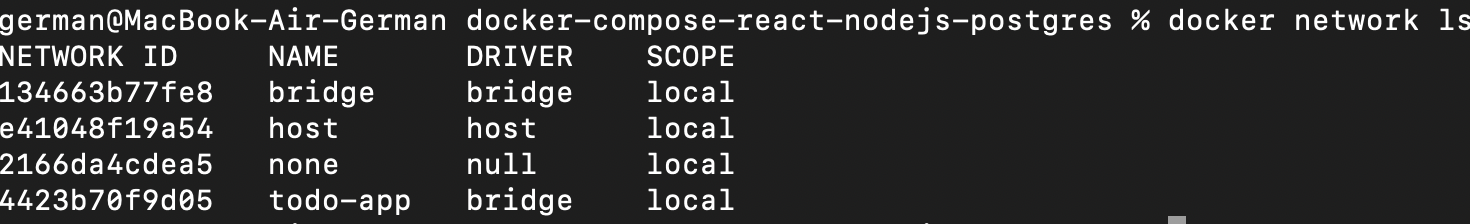 german@MacBook-Air-German docker-compose-react-nodejs-postgres % docker network ls
NETWORK ID     NAME       DRIVER    SCOPE
134663b77fe8   bridge     bridge    local
e41048f19a54   host       host      local
2166da4cdea5   none       null      local
4423b70f9d05   todo-app   bridge    local